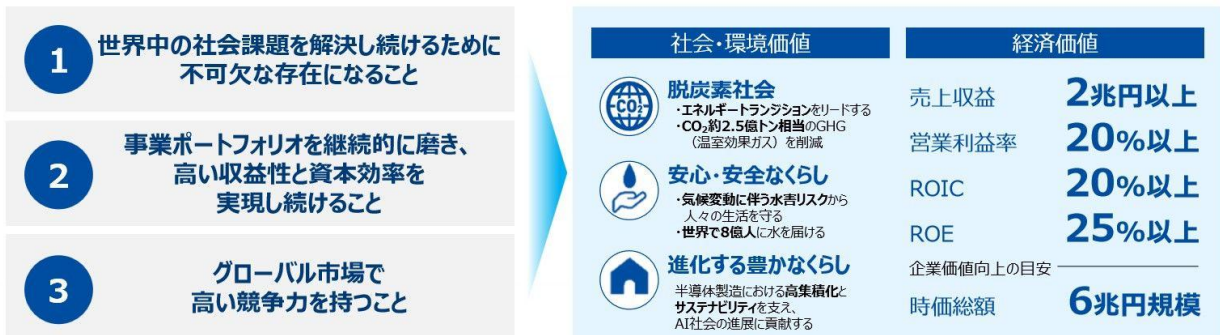 1
世界中の社会課題を解決し続けるために
不可欠な存在になること
2
事業ポートフォリオを継続的に磨き、
高い収益性と資本効率を
実現し続けること
3
グローバル市場で
高い競争力を持つこと
社会・環境価値
CO₂
脱炭素社会
・エネルギートランジションをリードする
・CO₂約2.5億トン相当のGHG
（温室効果ガス）を削減
安心・安全なくらし
・気候変動に伴う水害リスクから
人々の生活を守る
・世界で8億人に水を届ける
進化する豊かなくらし
半導体製造における高集積化と
サステナビリティを支え、
AI社会の進展に貢献する
経済価値
売上収益 2兆円以上
営業利益率 20%以上
ROIC 20%以上
ROE 25%以上
企業価値向上の目安
時価総額 6兆円規模